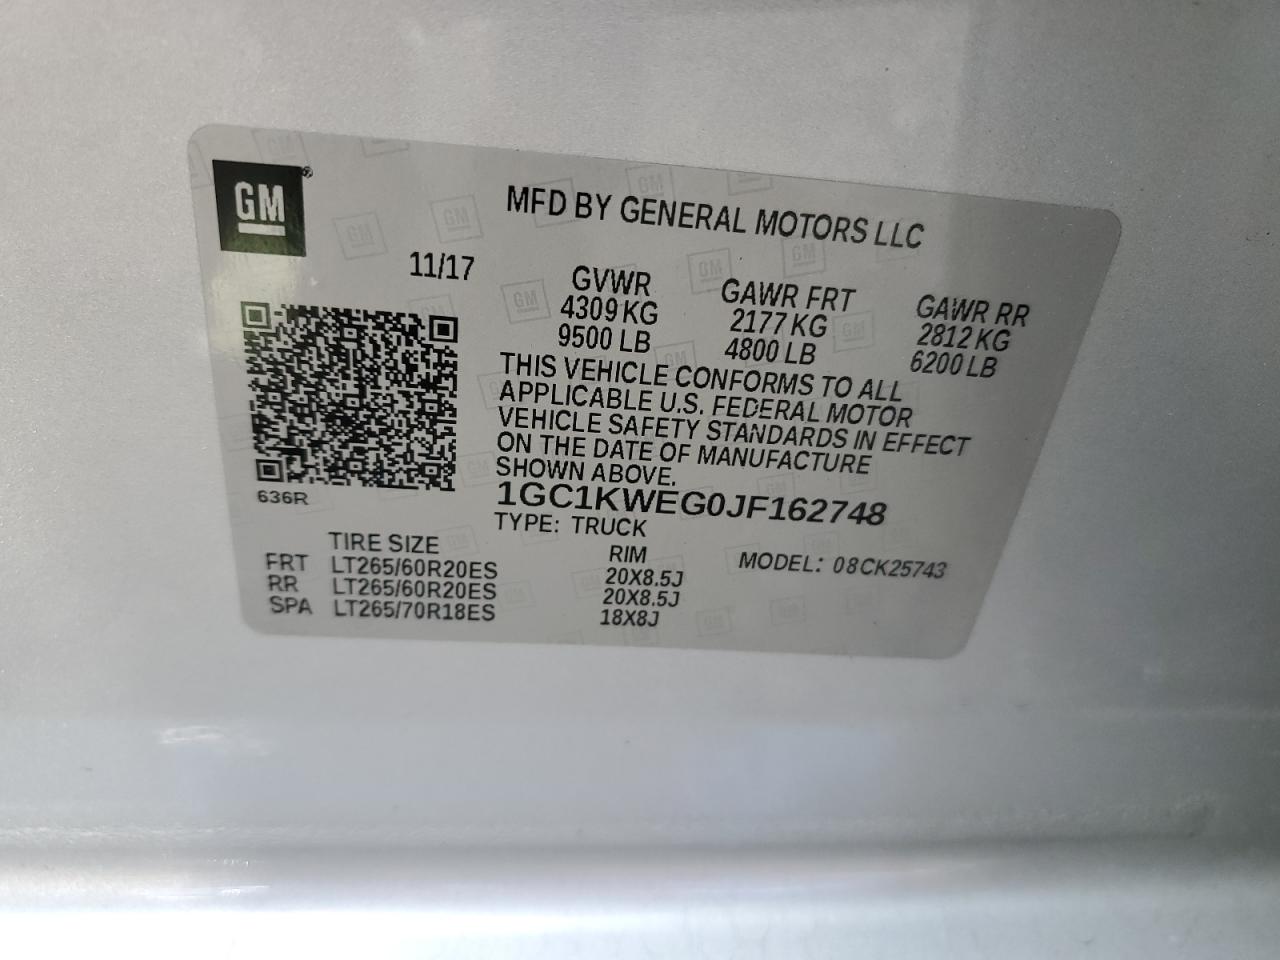 GM
MFD BY GENERAL MOTORS LLC
11/17
GVWR GAWR FRT GAWR RR
4309 KG 2177 KG 2812 KG
9500 LB 4800 LB 6200 LB
THIS VEHICLE CONFORMS TO ALL
APPLICABLE U.S. FEDERAL MOTOR
VEHICLE SAFETY STANDARDS IN EFFECT
ON THE DATE OF MANUFACTURE
SHOWN ABOVE.
636R
1GC1KWEG0JF162748
TYPE: TRUCK
MODEL: 08CK25743
TIRE SIZE RIM
FRT LT265/60R20ES 20X8.5J
RR LT265/60R20ES 20X8.5J
SPA LT265/70R18ES 18X8J